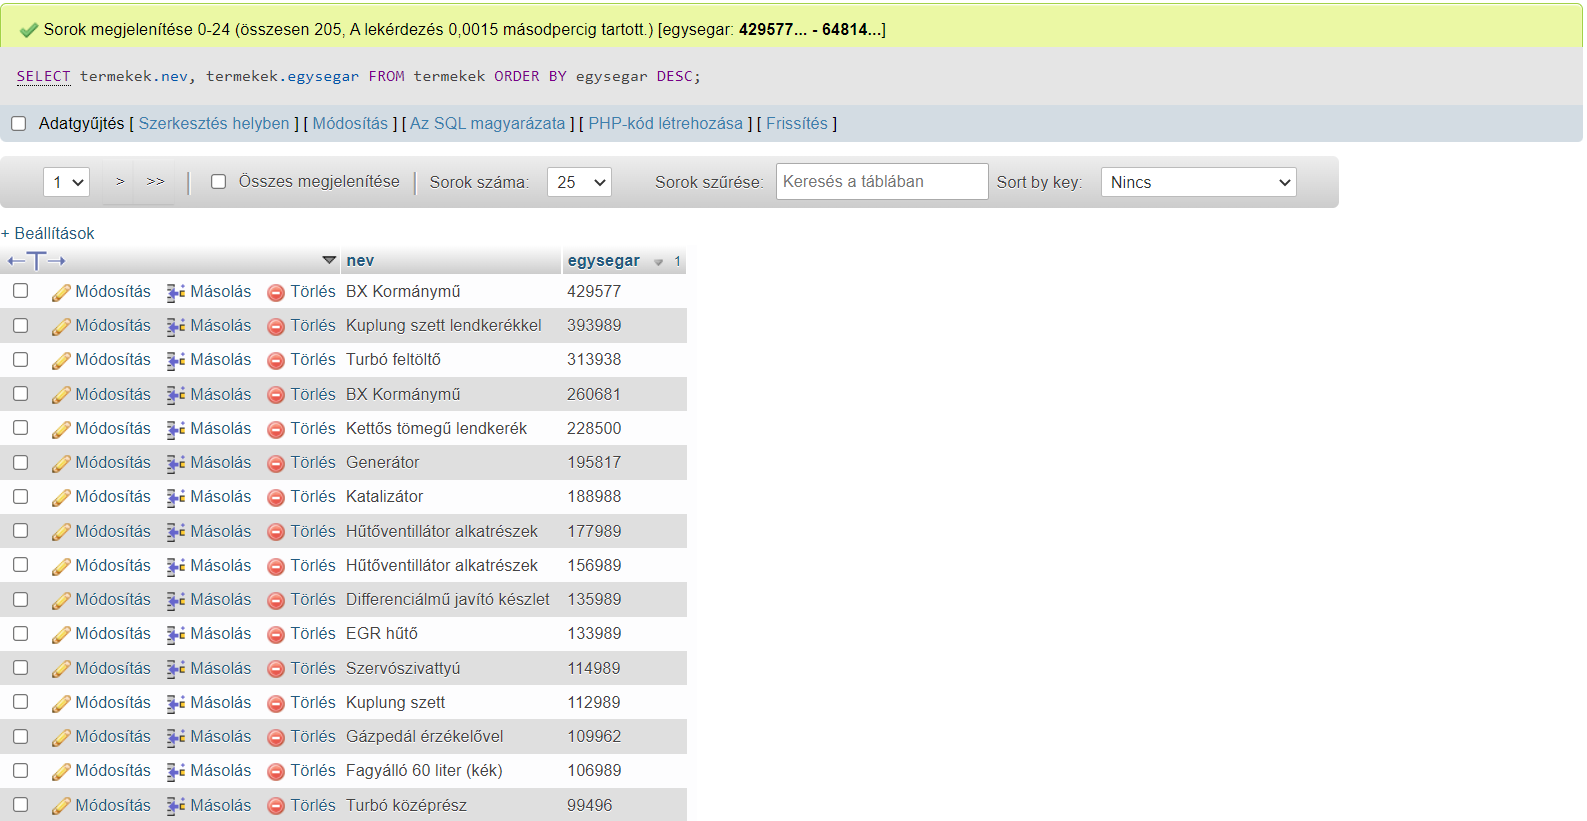 Sorok megjelenítése 0-24 (összesen 205, A lekérdezés 0,0015 másodpercig tartott.) [egysegar: 429577... - 64814...]
SELECT termekek.nev, termekek.egysegar FROM termekek ORDER BY egysegar DESC;
Adatgyűjtés [ Szerkesztés helyben ] [ Módosítás ] [ Az SQL magyarázata ] [ PHP-kód létrehozása ] [ Frissítés ]
1 > >> Összes megjelenítése Sorok száma: 25 Sorok szűrése: Keresés a táblában Sort by key: Nincs
+ Beállítások
←T→ nev egysegar 1
Módosítás Másolás Törlés BX Kormánymű 429577
Módosítás Másolás Törlés Kuplung szett lendkerékkel 393989
Módosítás Másolás Törlés Turbó feltöltő 313938
Módosítás Másolás Törlés BX Kormánymű 260681
Módosítás Másolás Törlés Kettős tömegű lendkerék 228500
Módosítás Másolás Törlés Generátor 195817
Módosítás Másolás Törlés Katalizátor 188988
Módosítás Másolás Törlés Hűtőventillátor alkatrészek 177989
Módosítás Másolás Törlés Hűtőventillátor alkatrészek 156989
Módosítás Másolás Törlés Differenciálmű javító készlet 135989
Módosítás Másolás Törlés EGR hűtő 133989
Módosítás Másolás Törlés Szervószivattyú 114989
Módosítás Másolás Törlés Kuplung szett 112989
Módosítás Másolás Törlés Gázpedál érzékelővel 109962
Módosítás Másolás Törlés Fagyálló 60 liter (kék) 106989
Módosítás Másolás Törlés Turbó középrész 99496